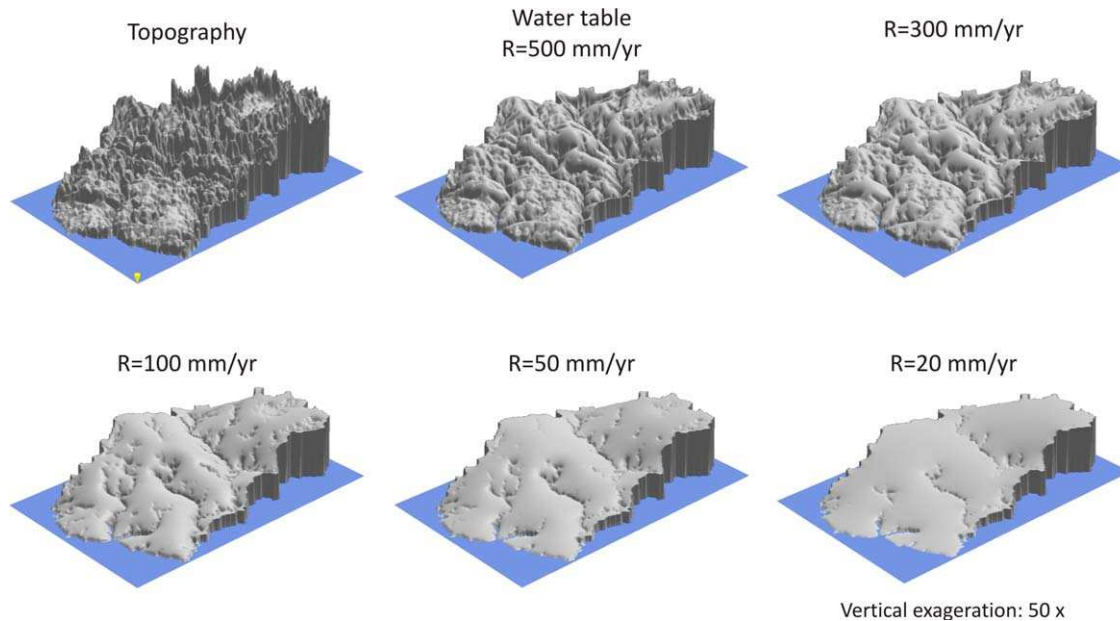 Topography
Water table
R=500 mm/yr
R=300 mm/yr
R=100 mm/yr
R=50 mm/yr
R=20 mm/yr
Vertical exageration: 50 x